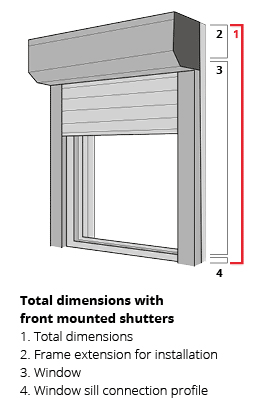 2
1
3
4
Total dimensions with
front mounted shutters
1. Total dimensions
2. Frame extension for installation
3. Window
4. Window sill connection profile